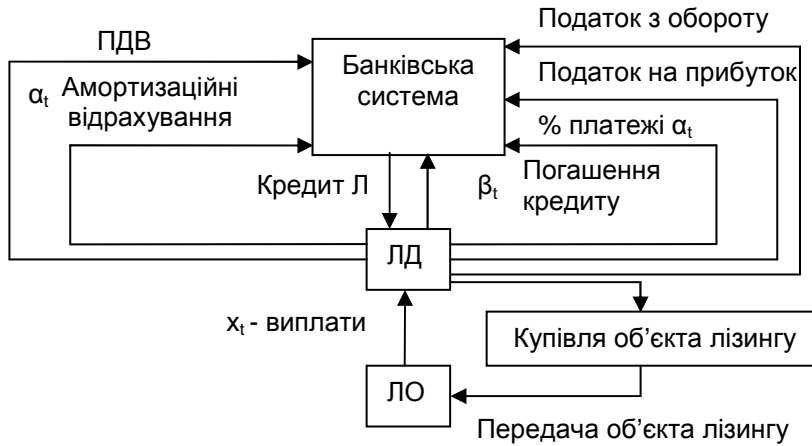 Податок з обороту
ПДВ
Банківська
система
Податок на прибуток
αt Амортизаційні
відрахування
% платежі αt
Кредит Л
βt
Погашення
кредиту
ЛД
xt - виплати
Купівля об’єкта лізингу
ЛО
Передача об’єкта лізингу